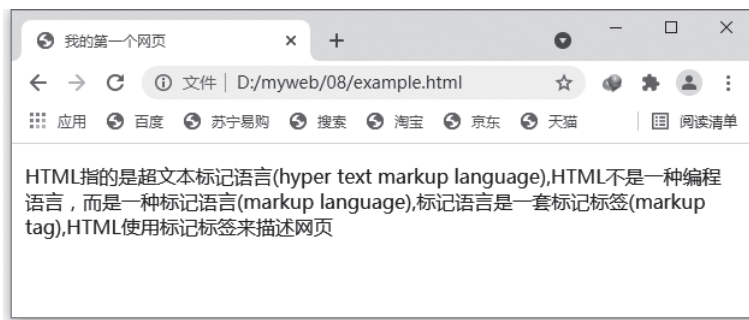 我的第一个网页
文件 D:/myweb/08/example.html
应用 百度 苏宁易购 搜索 淘宝 京东 天猫 阅读清单
HTML指的是超文本标记语言(hyper text markup language),HTML不是一种编程
语言，而是一种标记语言(markup language),标记语言是一套标记标签(markup
tag),HTML使用标记标签来描述网页